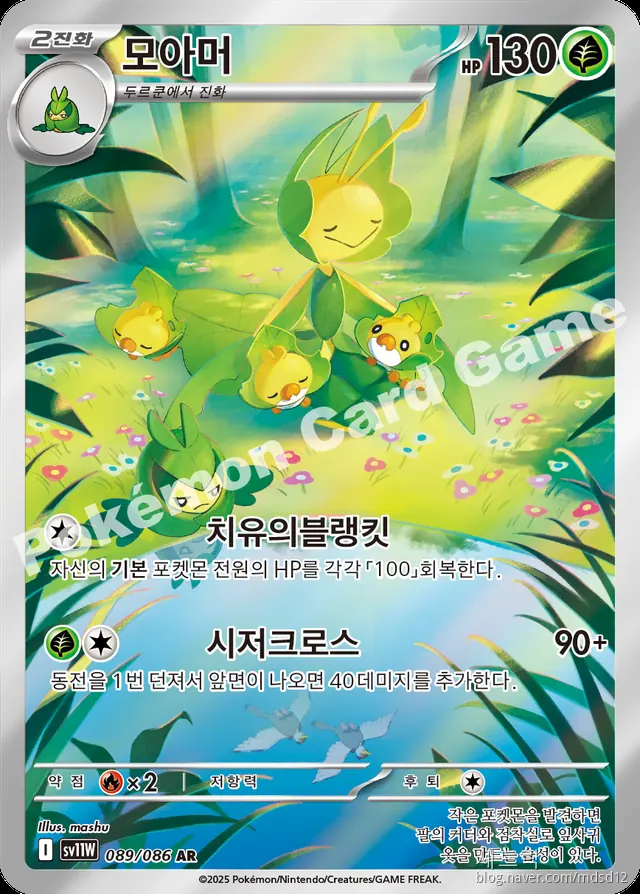 2진화
모아머
HP 130
두르쿤에서 진화
Pokémon Card Game
치유의블랭킷
자신의 기본 포켓몬 전원의 HP를 각각 「100」회복한다.
시저크로스 90+
동전을 1번 던져서 앞면이 나오면 40데미지를 추가한다.
약점 ×2 저항력 후퇴
Illus. mashu
I sv11W 089/086 AR
작은 포켓몬을 발견하면
팔의 커터와 점착실로 잎사귀
옷을 만드는 습성이 있다.
©2025 Pokémon/Nintendo/Creatures/GAME FREAK.
blog.naver.com/mdsd12